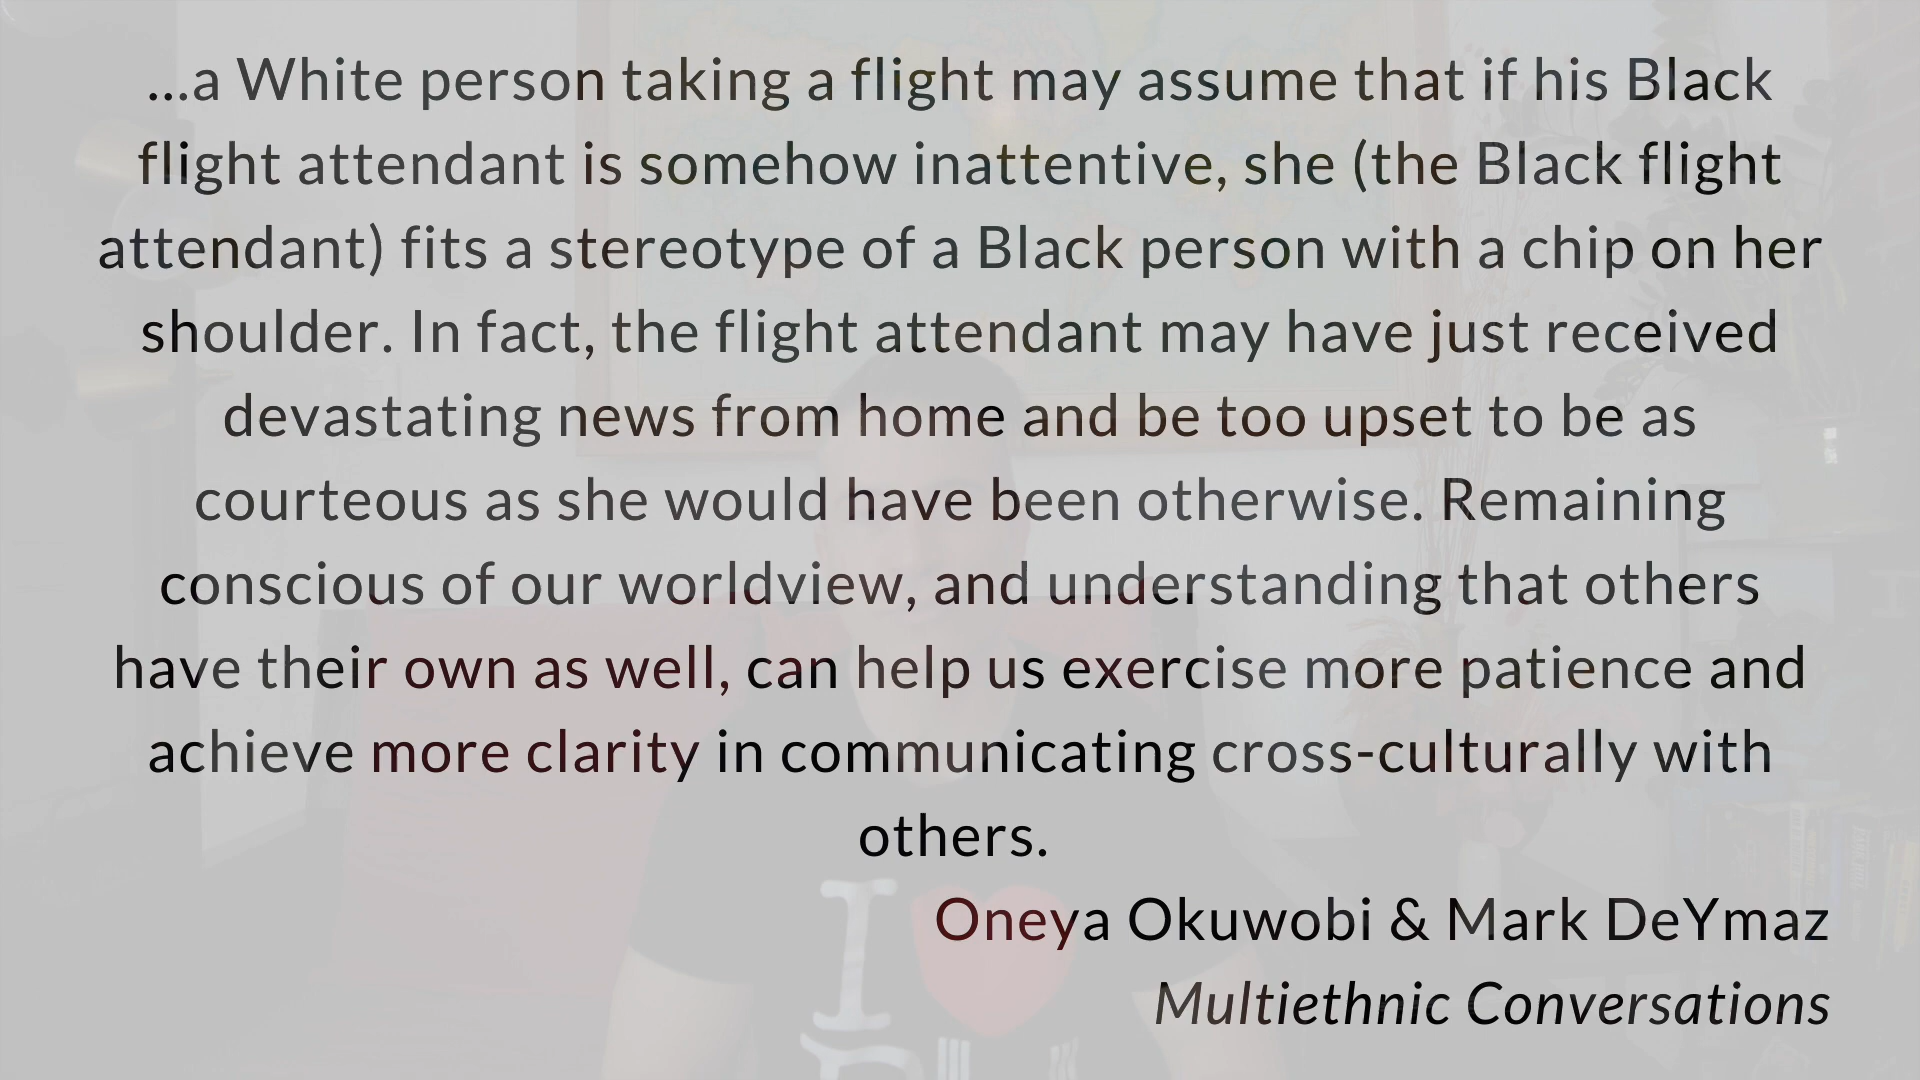 ...a White person taking a flight may assume that if his Black
flight attendant is somehow inattentive, she (the Black flight
attendant) fits a stereotype of a Black person with a chip on her
shoulder. In fact, the flight attendant may have just received
devastating news from home and be too upset to be as
courteous as she would have been otherwise. Remaining
conscious of our worldview, and understanding that others
have their own as well, can help us exercise more patience and
achieve more clarity in communicating cross-culturally with
others.
Oneya Okuwobi & Mark DeYmaz
Multiethnic Conversations
I